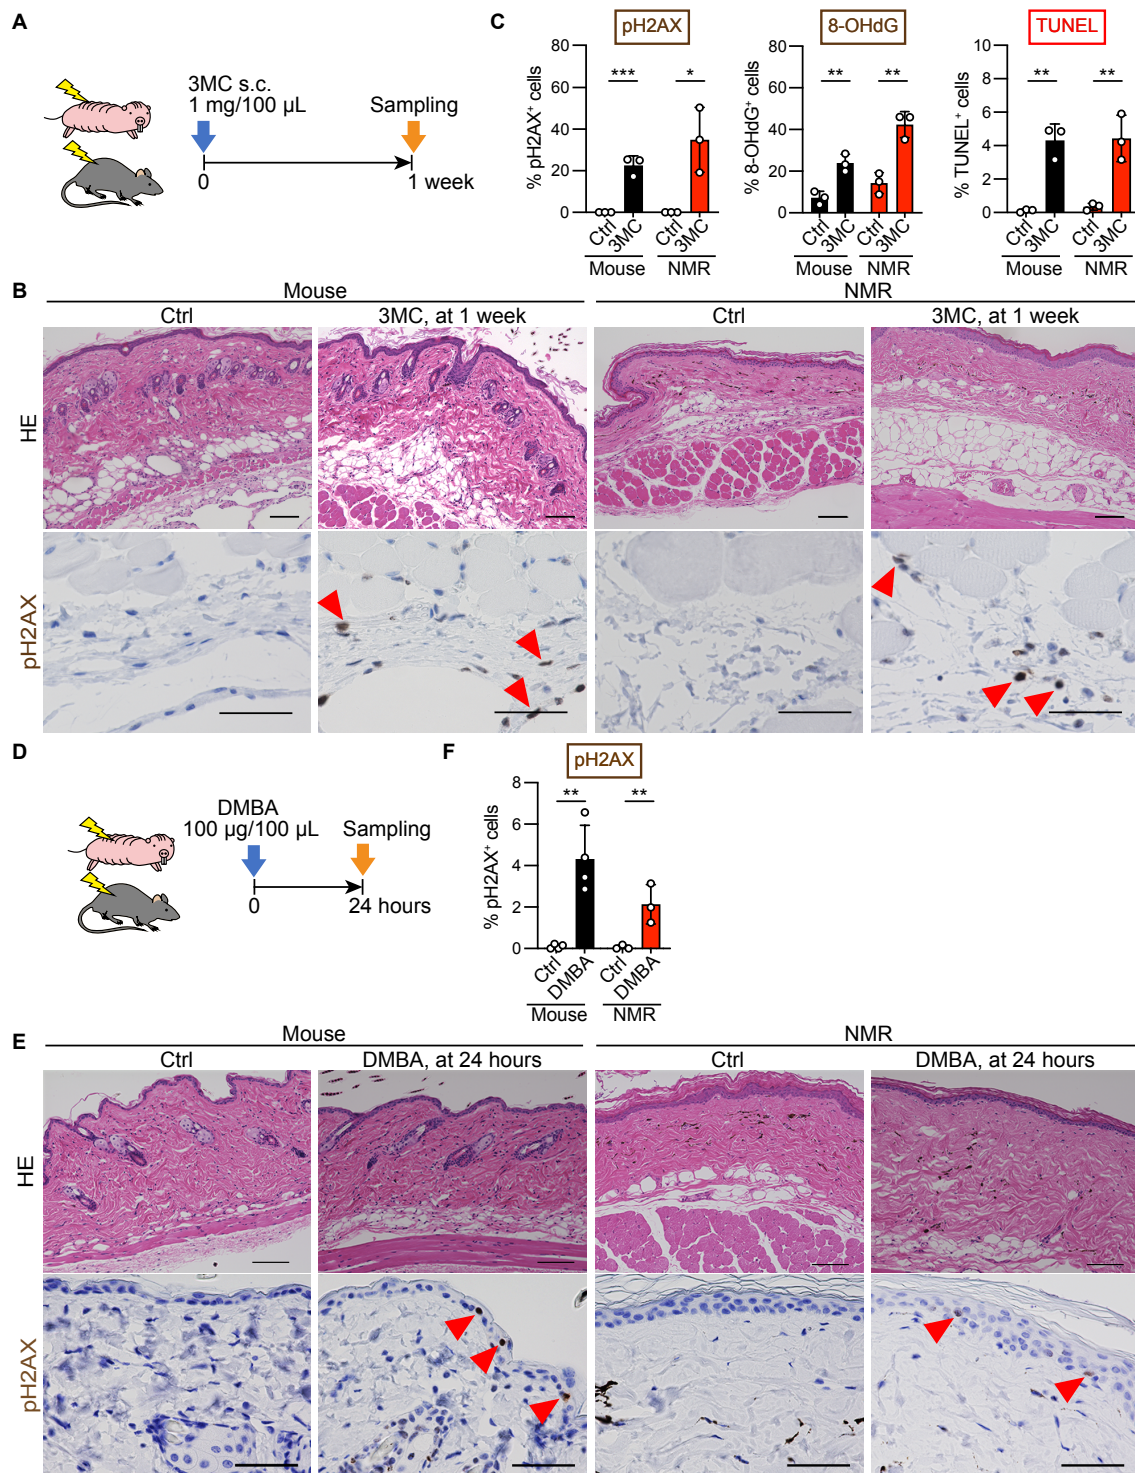 A
3MC s.c.
1 mg/100 µL
Sampling
0
1 week
C
pH2AX
8-OHdG
TUNEL
% pH2AX⁺ cells
80
60
40
20
0
***
*
Ctrl
3MC
Ctrl
3MC
Mouse
NMR
% 8-OHdG⁺ cells
80
60
40
20
0
**
**
Ctrl
3MC
Ctrl
3MC
Mouse
NMR
% TUNEL⁺ cells
10
8
6
4
2
0
**
**
Ctrl
3MC
Ctrl
3MC
Mouse
NMR
B
Mouse
NMR
Ctrl
3MC, at 1 week
Ctrl
3MC, at 1 week
HE
pH2AX
D
DMBA
100 µg/100 µL
Sampling
0
24 hours
F
pH2AX
% pH2AX⁺ cells
8
6
4
2
0
**
**
Ctrl
DMBA
Ctrl
DMBA
Mouse
NMR
E
Mouse
NMR
Ctrl
DMBA, at 24 hours
Ctrl
DMBA, at 24 hours
HE
pH2AX